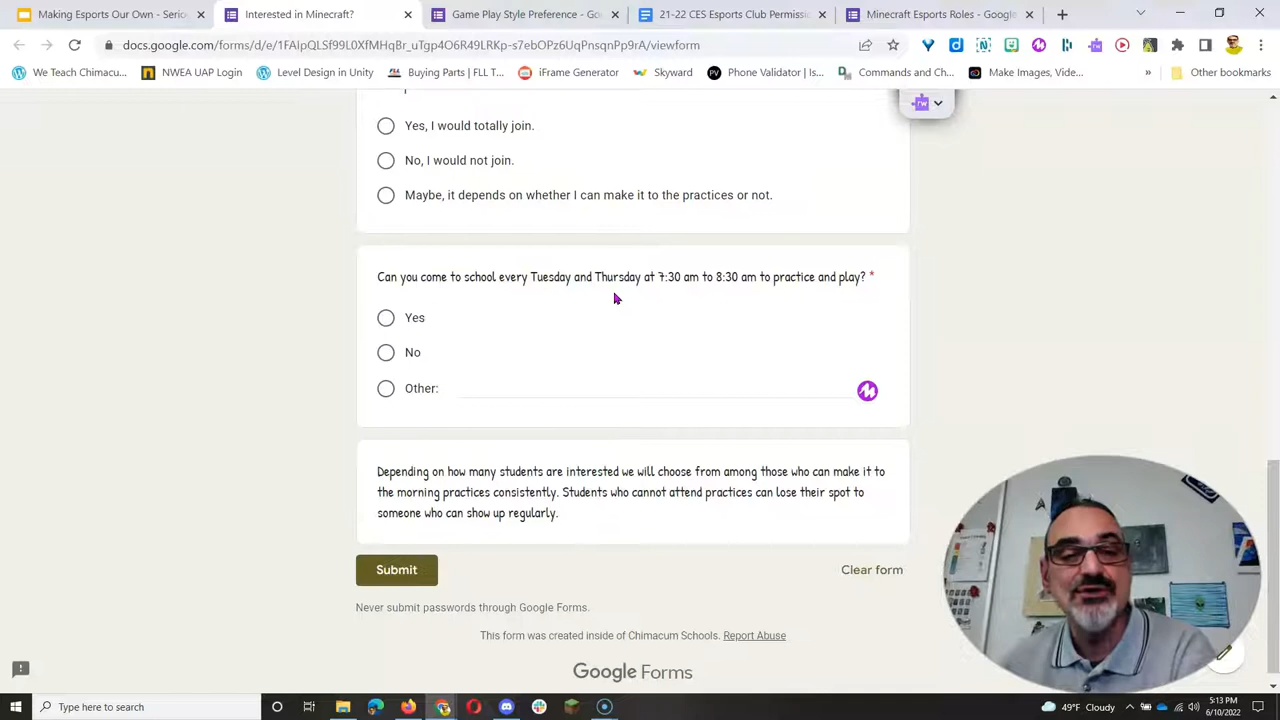 Making Esports Our Own - Serie
Interested in Minecraft?
Game Play Style Preference - Go
21-22 CES Esports Club Permissi
Minecraft Esports Roles - Google
docs.google.com/forms/d/e/1FAIpQLSf99L0XfMHqBr_uTgp4O6R49LRKp-s7ebOPz6UqPnsqnPp9rA/viewform
We Teach Chimacu...
NWEA UAP Login
Level Design in Unity
Buying Parts | FLL T...
iFrame Generator
Skyward
Phone Validator | Is...
Commands and Ch...
Make Images, Vide...
»
Other bookmarks
rw
Yes, I would totally join.
No, I would not join.
Maybe, it depends on whether I can make it to the practices or not.
Can you come to school every Tuesday and Thursday at 7:30 am to 8:30 am to practice and play? *
Yes
No
Other:
Depending on how many students are interested we will choose from among those who can make it to
the morning practices consistently. Students who cannot attend practices can lose their spot to
someone who can show up regularly.
Submit
Clear form
Never submit passwords through Google Forms.
This form was created inside of Chimacum Schools. Report Abuse
Google Forms
Type here to search
49°F Cloudy
5:13 PM
6/10/2022